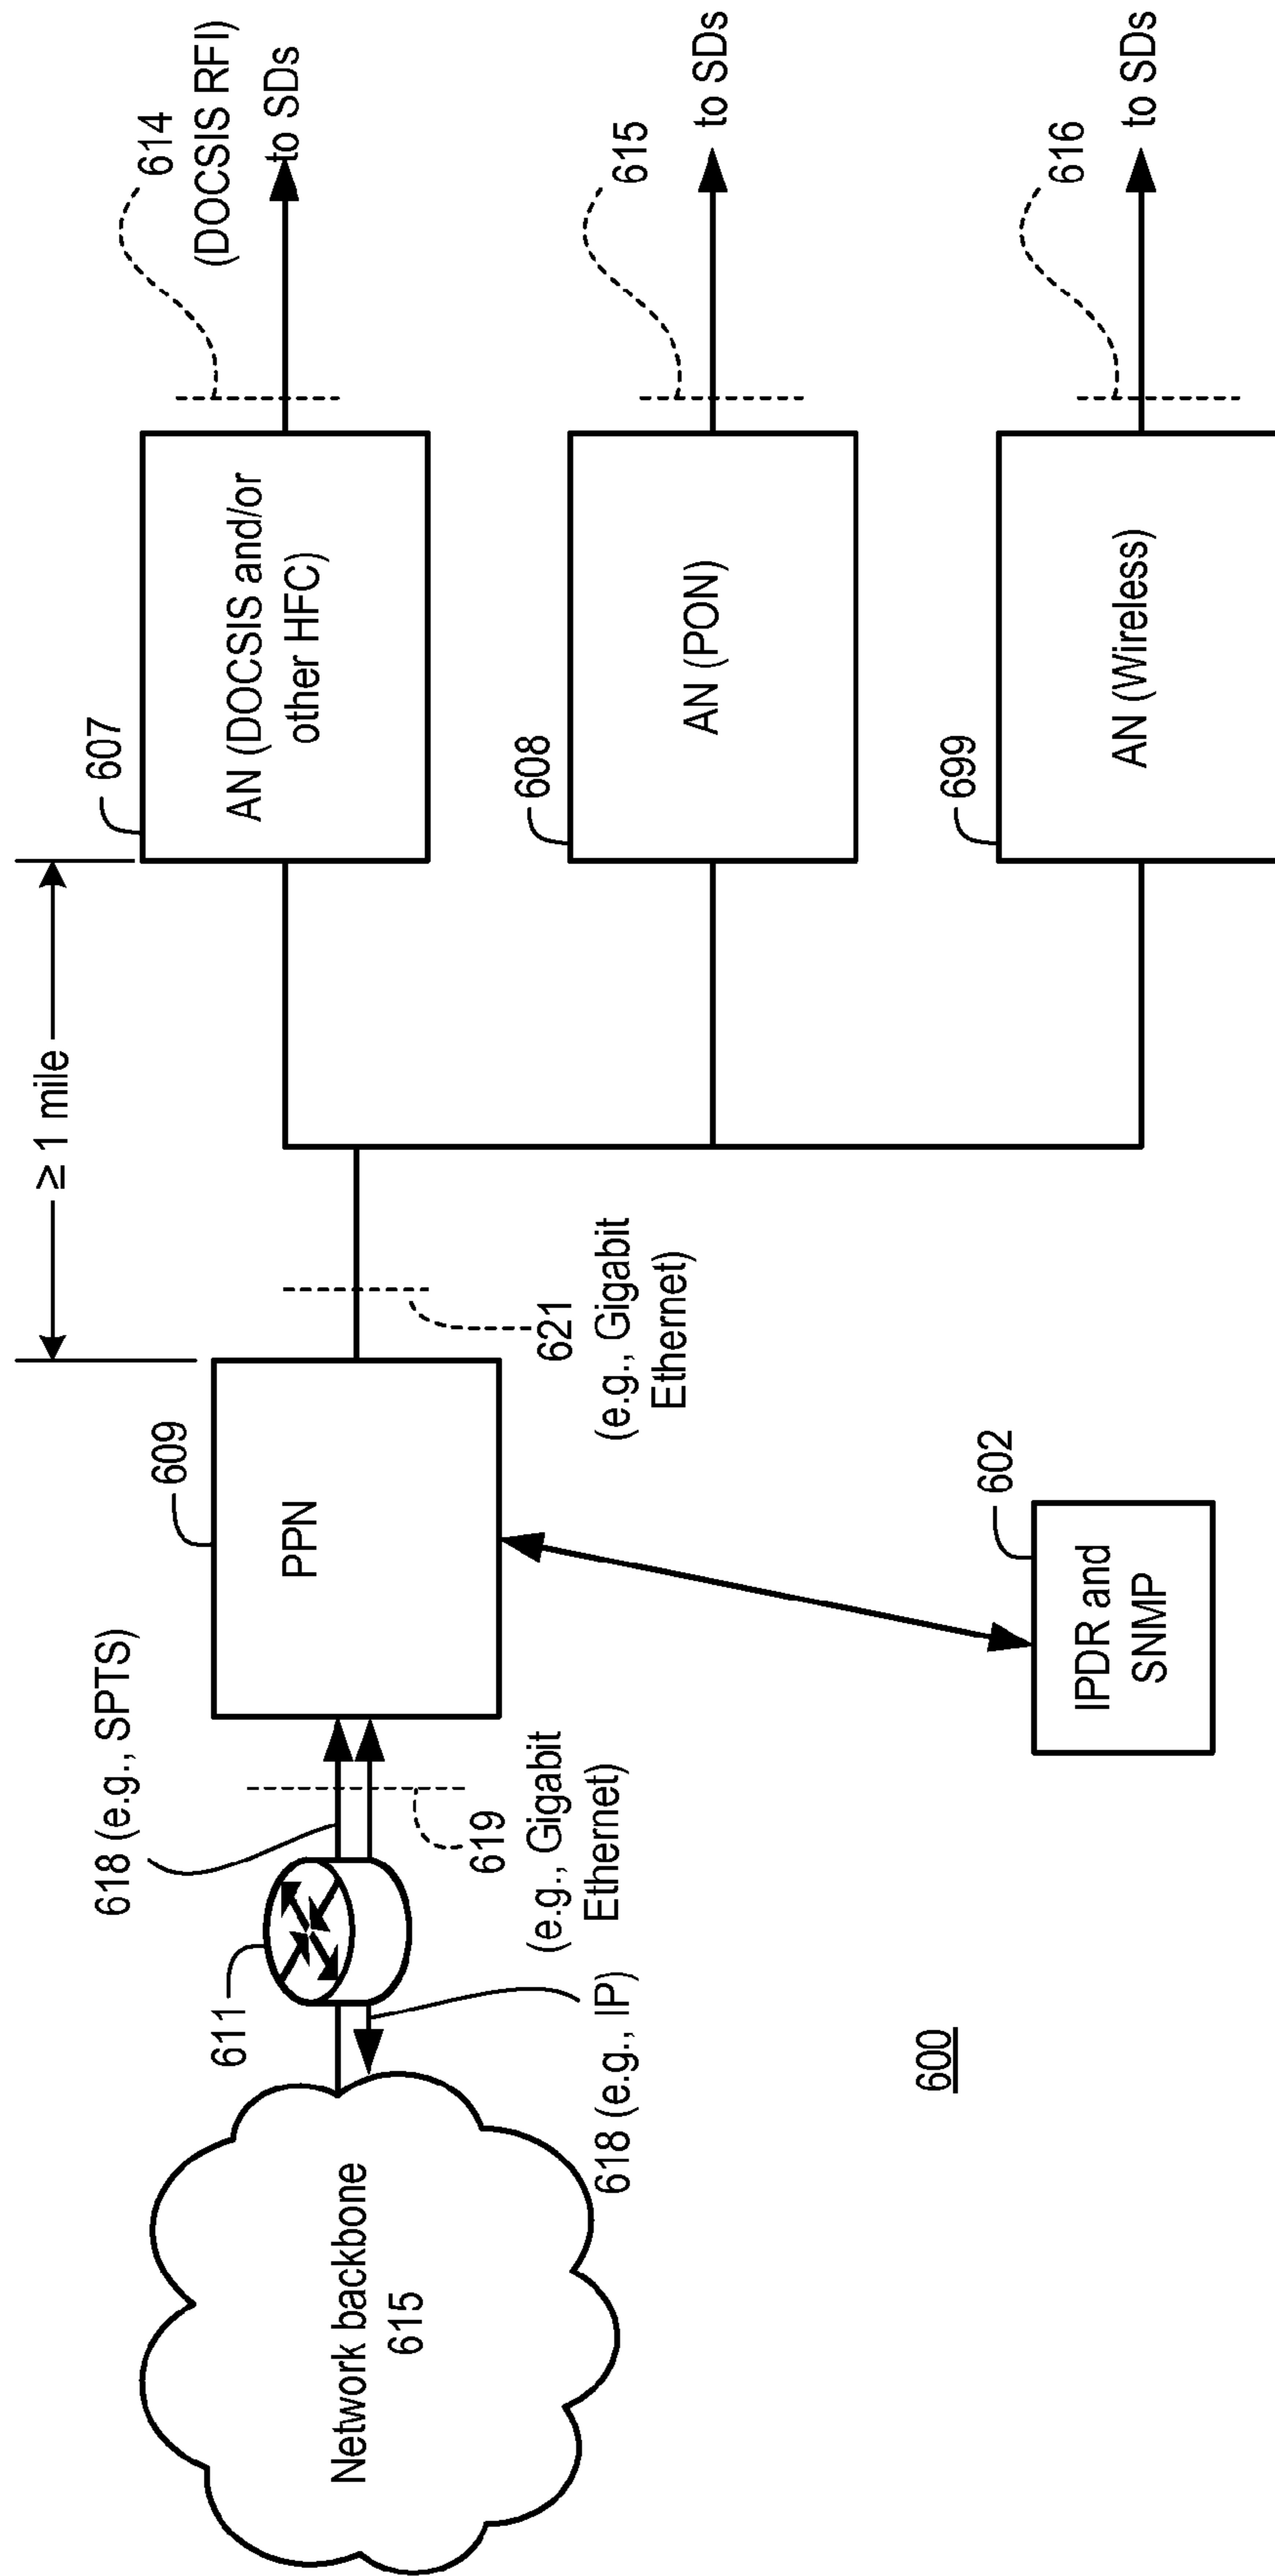 Network backbone
615
611
618 (e.g., SPTS)
618 (e.g., IP)
619
(e.g., Gigabit
Ethernet)
609
PPN
602
IPDR and
SNMP
621
(e.g., Gigabit
Ethernet)
≥ 1 mile
607
AN (DOCSIS and/or
other HFC)
614
(DOCSIS RFI)
to SDs
608
AN (PON)
615
to SDs
699
AN (Wireless)
616
to SDs
600